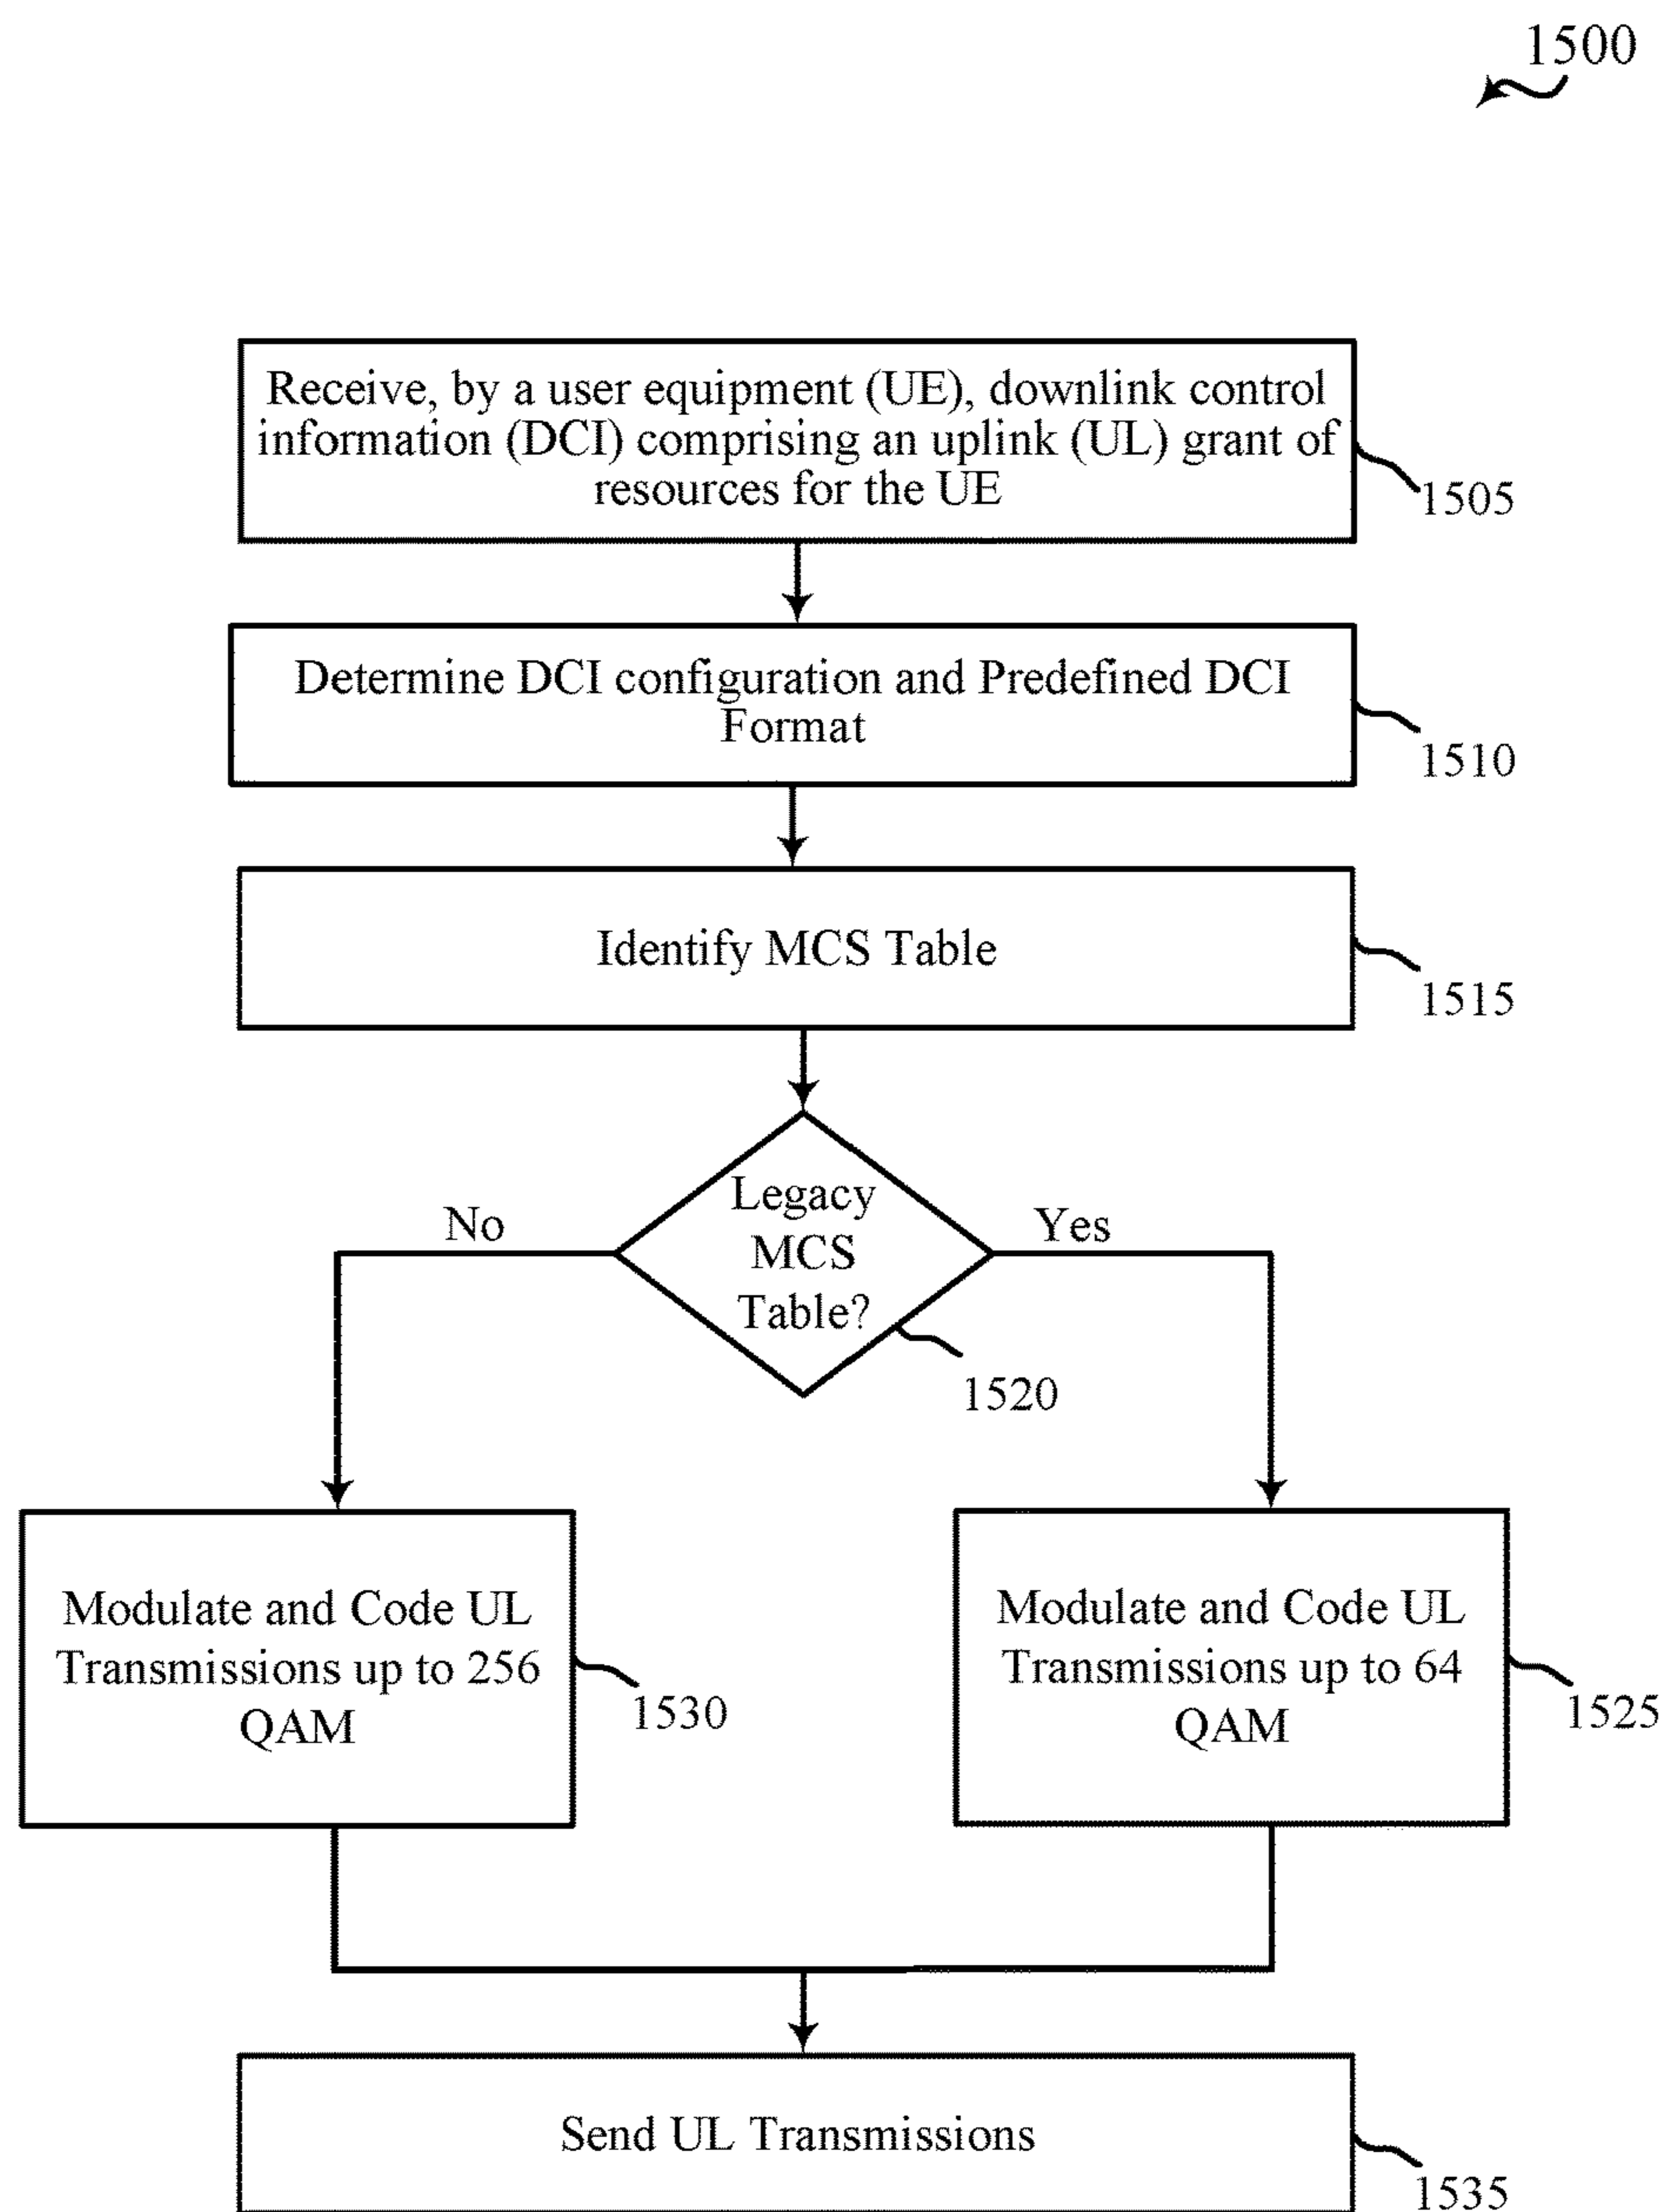 1500
Receive, by a user equipment (UE), downlink control
information (DCI) comprising an uplink (UL) grant of
resources for the UE
1505
Determine DCI configuration and Predefined DCI
Format
1510
Identify MCS Table
1515
Legacy
MCS
Table?
No
Yes
1520
Modulate and Code UL
Transmissions up to 256
QAM
1530
Modulate and Code UL
Transmissions up to 64
QAM
1525
Send UL Transmissions
1535